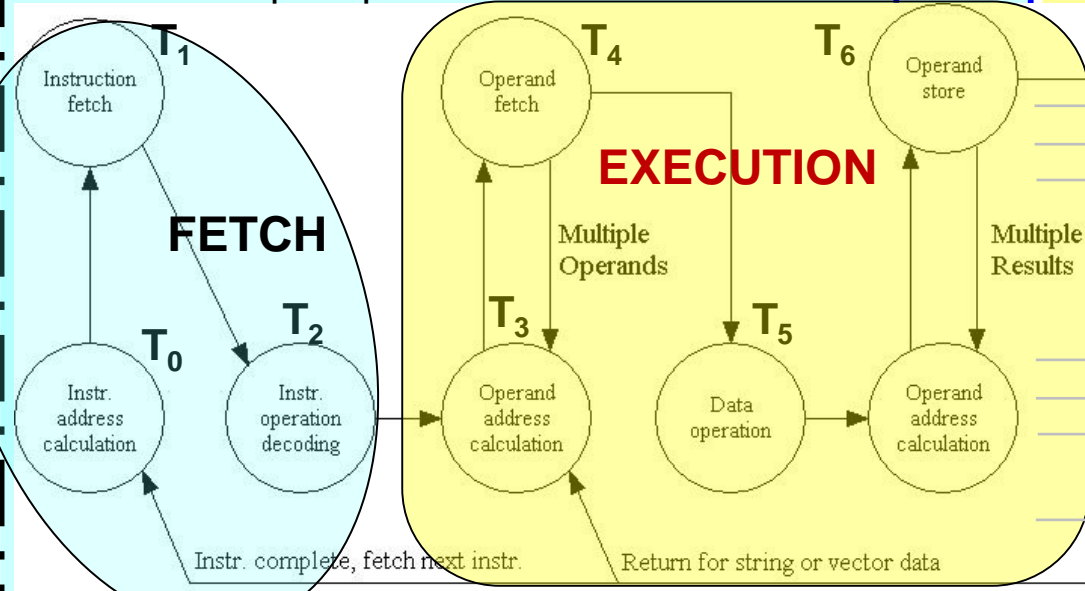 T1
Instruction
fetch
T4
Operand
fetch
T6
Operand
store
EXECUTION
FETCH
Multiple
Operands
Multiple
Results
T0
T2
T3
T5
Instr.
address
calculation
Instr.
operation
decoding
Operand
address
calculation
Data
operation
Operand
address
calculation
Instr. complete, fetch next instr.
Return for string or vector data